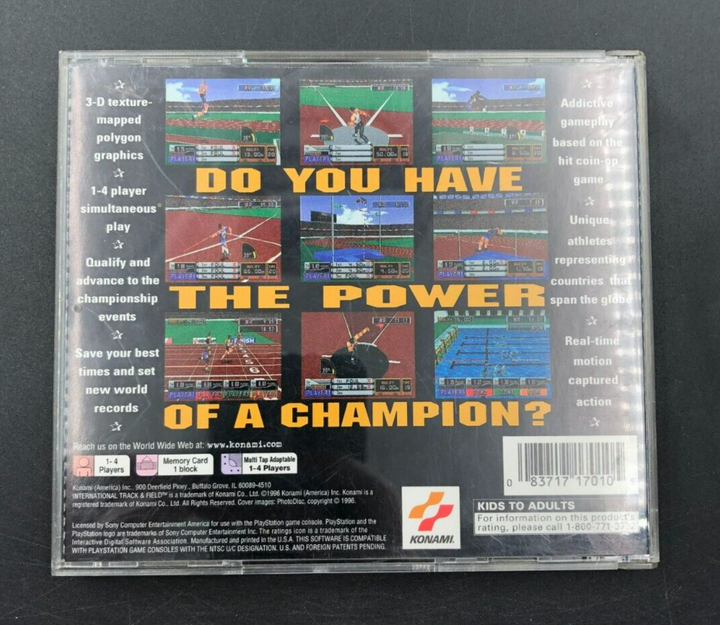 ☆
3-D texture-
mapped
polygon
graphics
☆
1-4 player
simultaneous
play
☆
Qualify and
advance to the
championship
events
☆
Save your best
times and set
new world
records
☆
DO YOU HAVE
THE POWER
OF A CHAMPION?
☆
Addictive
gameplay
based on the
hit coin-op
game
☆
Unique
athletes
representing
countries that
span the globe
☆
Real-time
motion
captured
action
☆
Reach us on the World Wide Web at: www.konami.com
1-4
Players
Memory Card
1 block
Multi Tap Adaptable
1-4 Players
Konami (America) Inc., 900 Deerfield Pkwy., Buffalo Grove, IL 60089-4510
INTERNATIONAL TRACK & FIELD™ is a trademark of Konami Co., Ltd. ©1996 Konami (America) Inc. Konami is a
registered trademark of Konami Co., Ltd. All Rights Reserved. Cover images: PhotoDisc, copyright © 1996.
Licensed by Sony Computer Entertainment America for use with the PlayStation game console. PlayStation and the
PlayStation logo are trademarks of Sony Computer Entertainment Inc. The ratings icon is a trademark of the
Interactive Digital Software Association. Manufactured and printed in the U.S.A. THIS SOFTWARE IS COMPATIBLE
WITH PLAYSTATION GAME CONSOLES WITH THE NTSC U/C DESIGNATION. U.S. AND FOREIGN PATENTS PENDING.
KONAMI
0 83717 17010
KIDS TO ADULTS
For information on this product's
rating, please call 1-800-771-